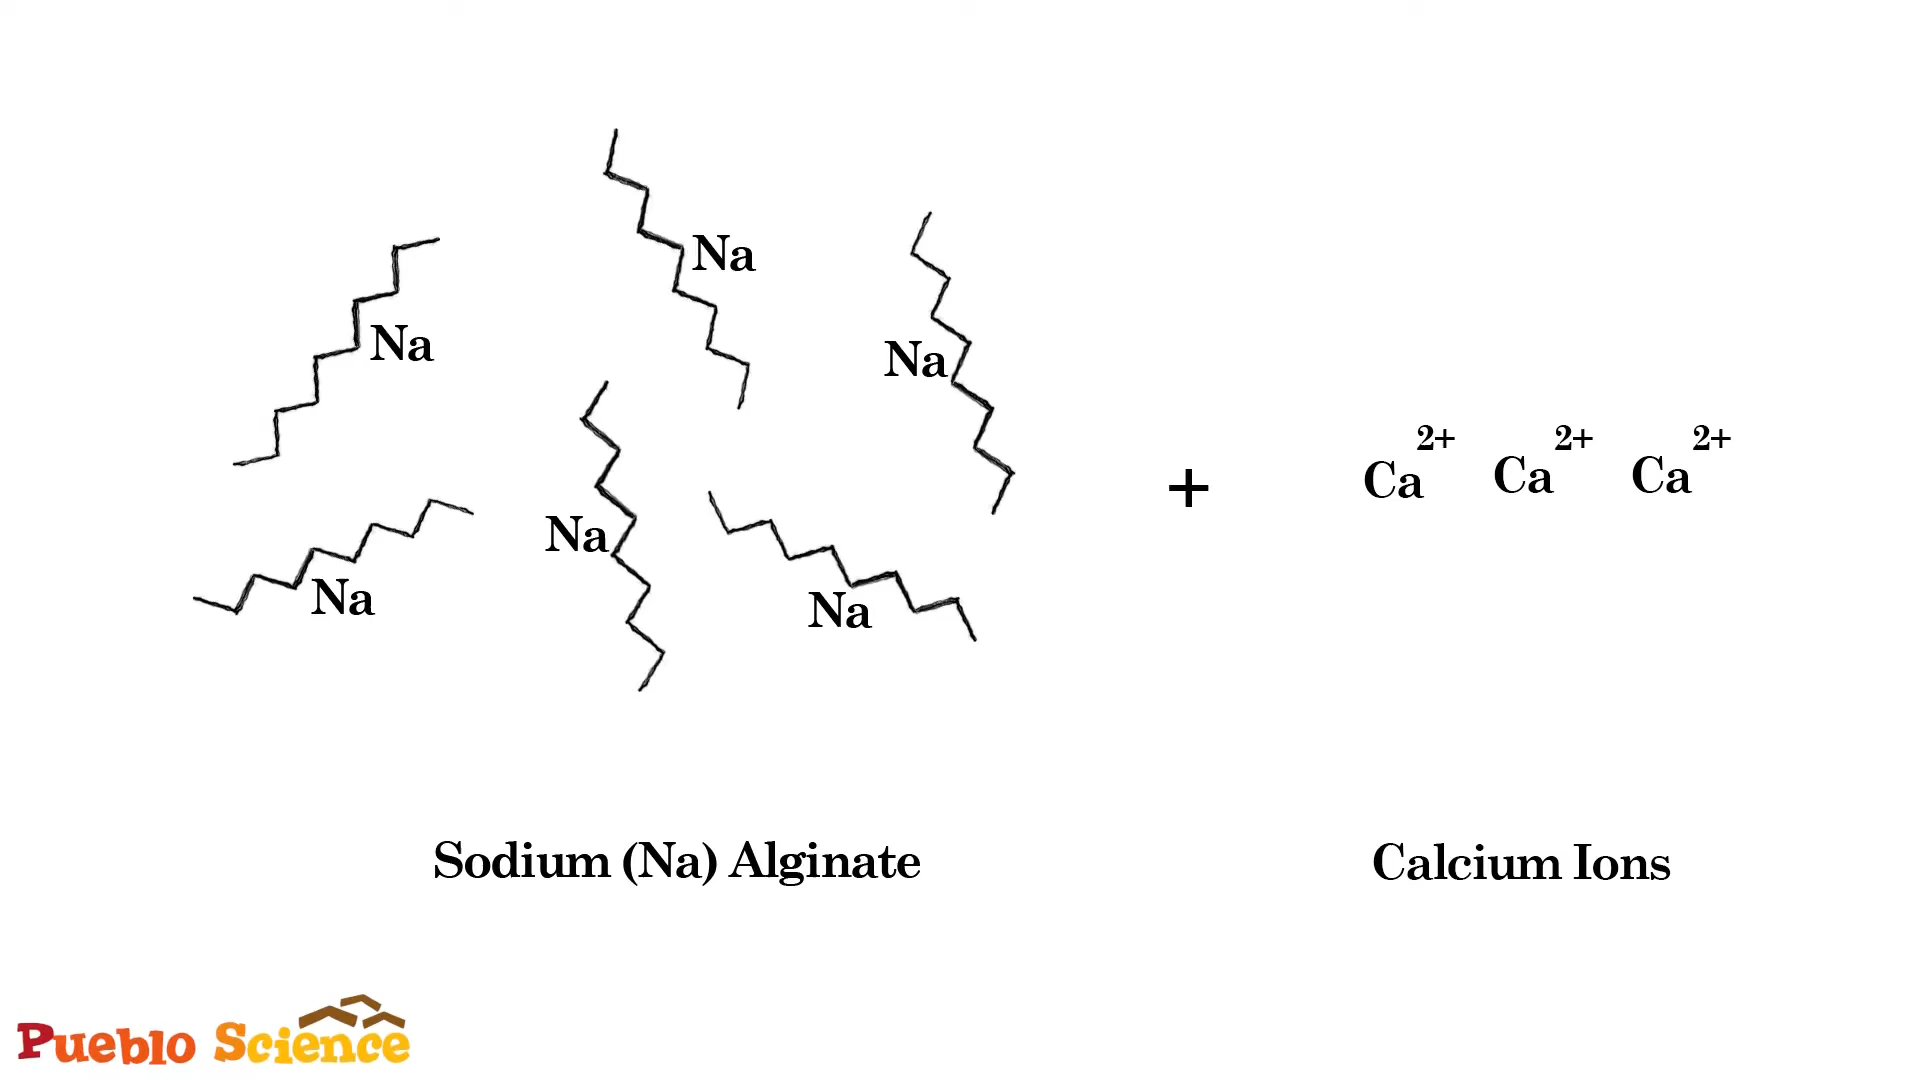 Na
Na
Na
Na
Na
Na
+
Ca 2+ Ca 2+ Ca 2+
Sodium (Na) Alginate
Calcium Ions
Pueblo Science